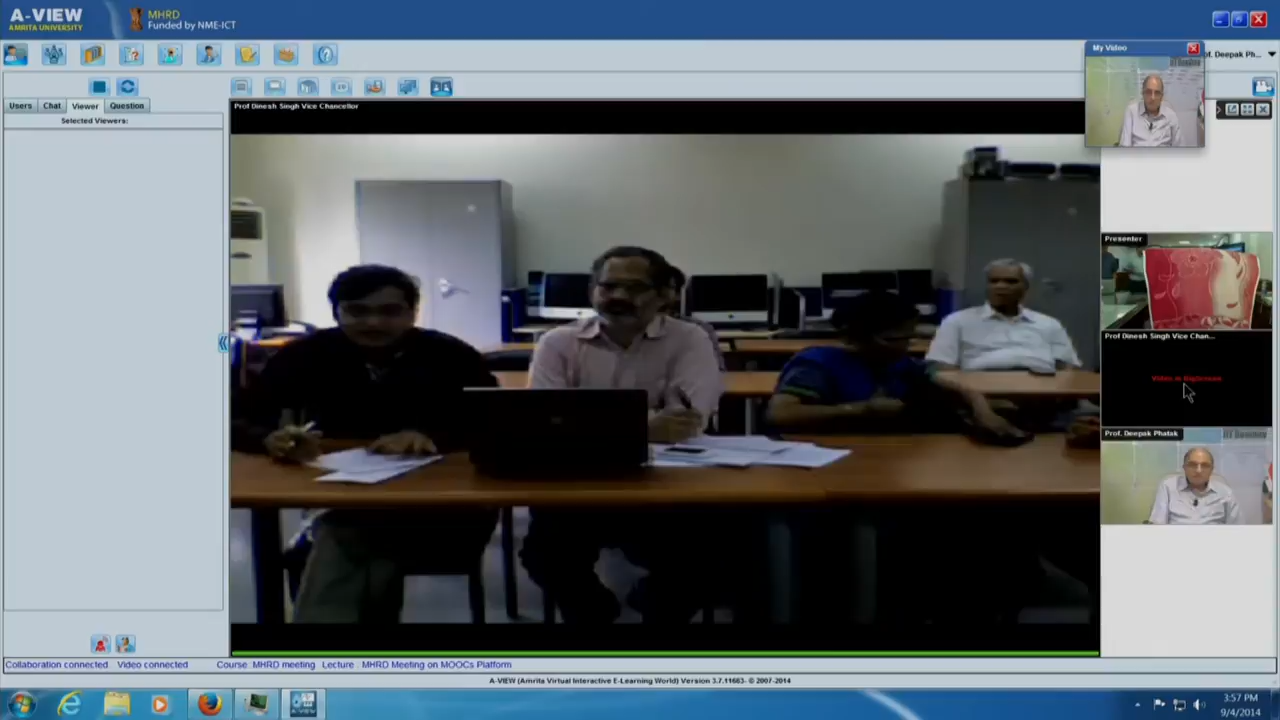 A-VIEW
AMRITA UNIVERSITY
MHRD
Funded by NME-ICT
My Video
of. Deepak Ph...
Users
Chat
Viewer
Question
Selected Viewers:
Prof Dinesh Singh Vice Chancellor
Presenter
Prof Dinesh Singh Vice Chan...
Prof. Deepak Phatak
Collaboration connected
Video connected
Course : MHRD meeting Lecture : MHRD Meeting on MOOCs Platform
A-VIEW (Amrita Virtual Interactive E-Learning World) Version 3.7.11663- © 2007-2014
3:57 PM
9/4/2014